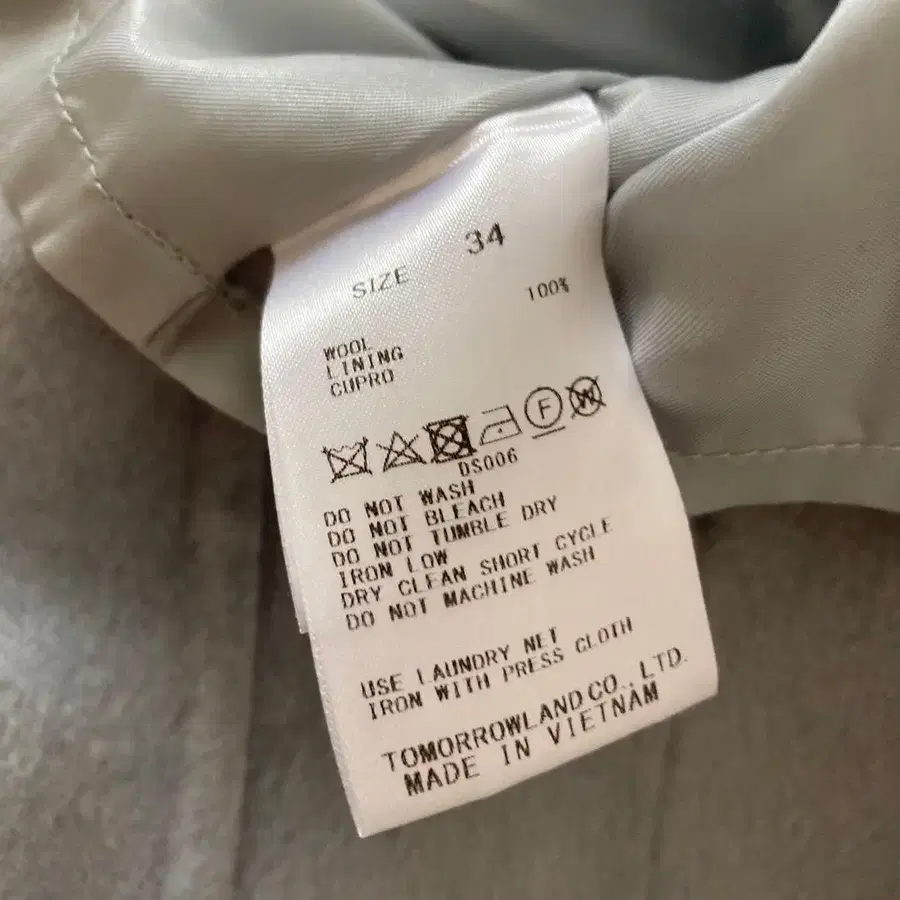 SIZE 34
WOOL 100%
LINING
CUPRO
F W
DS006
DO NOT WASH
DO NOT BLEACH
DO NOT TUMBLE DRY
IRON LOW
DRY CLEAN SHORT CYCLE
DO NOT MACHINE WASH
USE LAUNDRY NET
IRON WITH PRESS CLOTH
TOMORROWLAND CO., LTD.
MADE IN VIETNAM